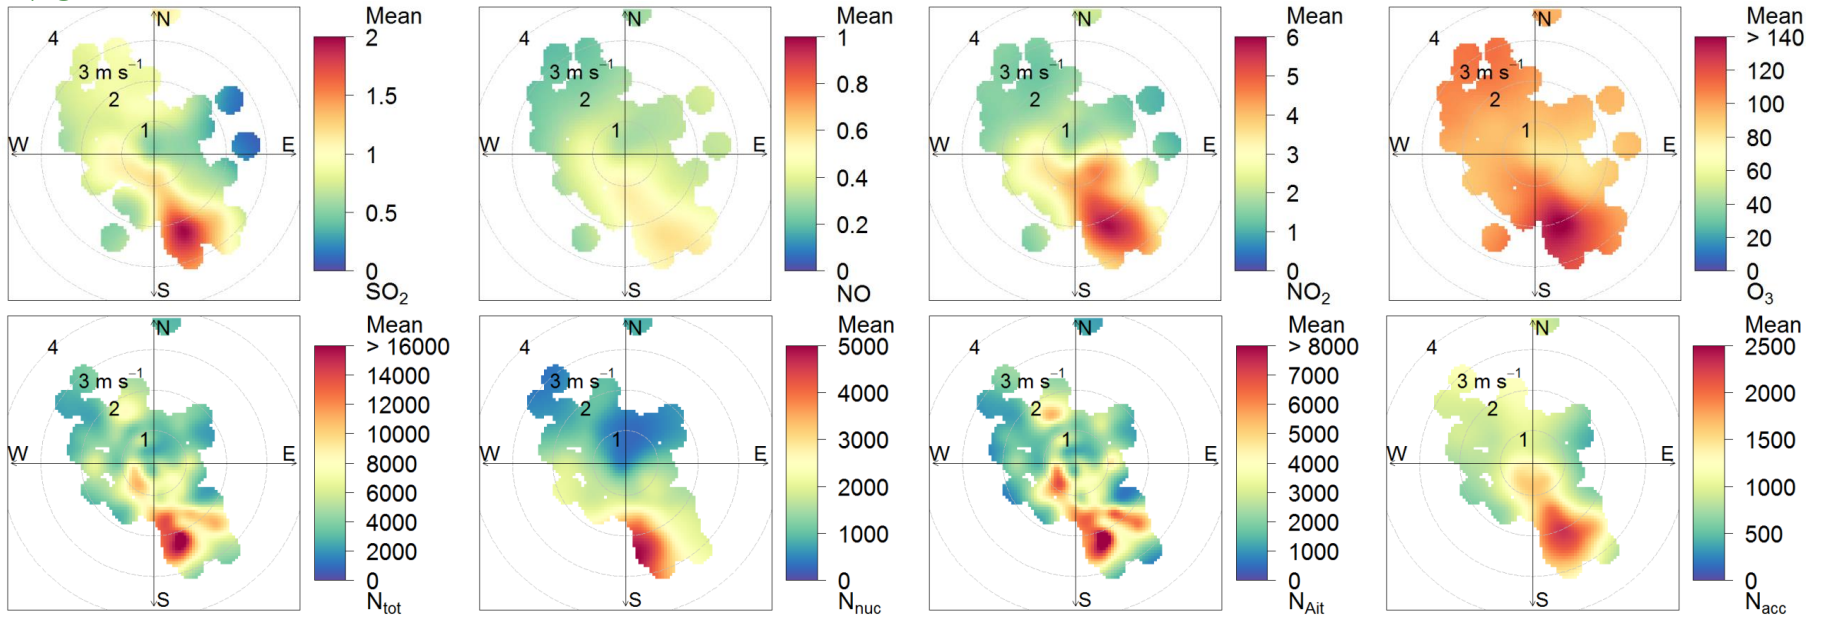 Mean
N
4
3 m s⁻¹
2
1
W
E
S
2
1.5
1
0.5
0
SO₂
Mean
N
4
3 m s⁻¹
2
1
W
E
S
1
0.8
0.6
0.4
0.2
0
NO
Mean
N
4
3 m s⁻¹
2
1
W
E
S
6
5
4
3
2
1
0
NO₂
Mean
N
4
3 m s⁻¹
2
1
W
E
S
> 140
120
100
80
60
40
20
0
O₃
Mean
N
4
3 m s⁻¹
2
1
W
E
S
> 16000
14000
12000
10000
8000
6000
4000
2000
0
Ntot
Mean
N
4
3 m s⁻¹
2
1
W
E
S
5000
4000
3000
2000
1000
0
Nnuc
Mean
N
4
3 m s⁻¹
2
1
W
E
S
> 8000
7000
6000
5000
4000
3000
2000
1000
0
NAit
Mean
N
4
3 m s⁻¹
2
1
W
E
S
2500
2000
1500
1000
500
0
Nacc